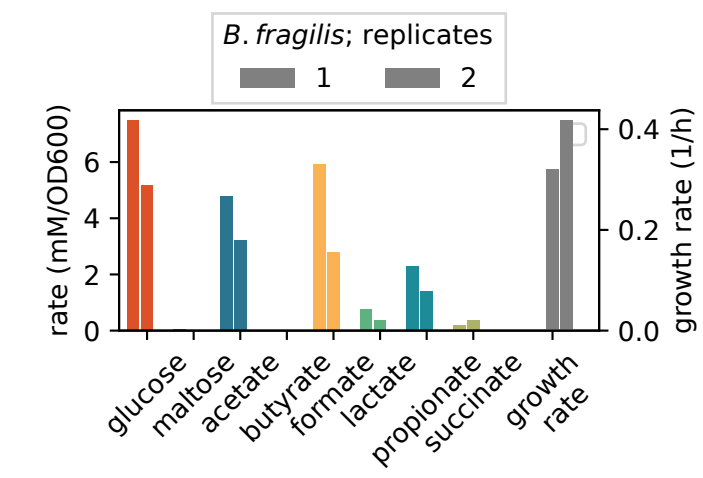 B. fragilis; replicates
1 2
rate (mM/OD600)
6
4
2
0
0.4
0.2
0.0
growth rate (1/h)
glucose
maltose
acetate
butyrate
formate
lactate
propionate
succinate
growth
rate